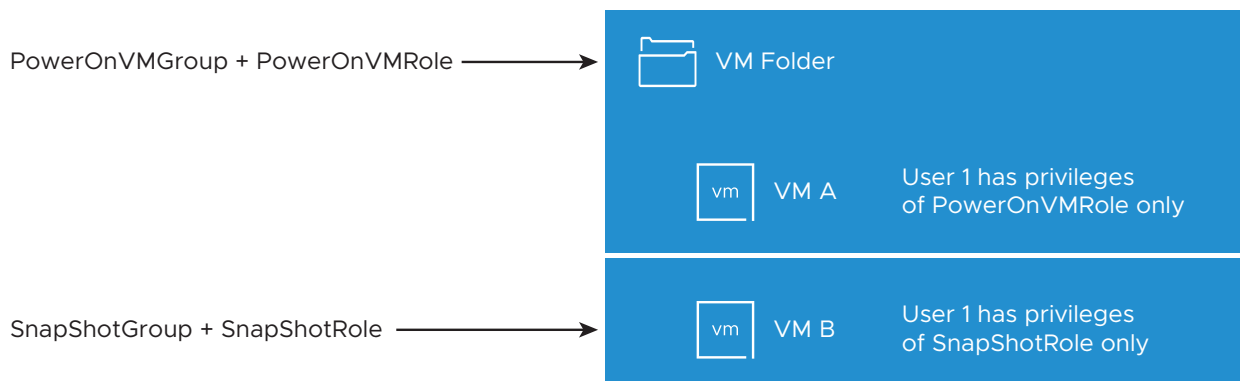 PowerOnVMGroup + PowerOnVMRole
VM Folder
vm
VM A
User 1 has privileges
of PowerOnVMRole only
SnapShotGroup + SnapShotRole
vm
VM B
User 1 has privileges
of SnapShotRole only